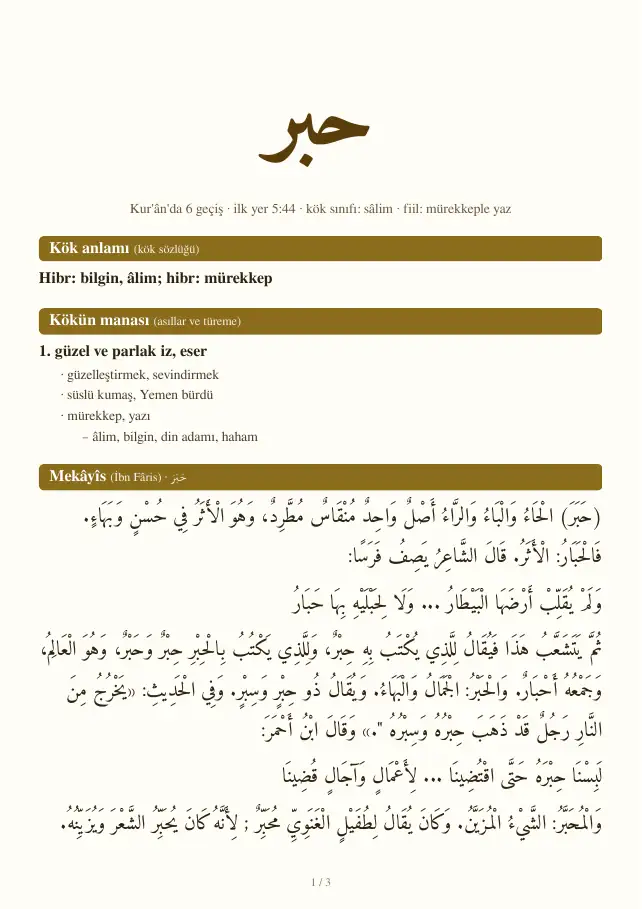 حبر
Kur'ân'da 6 geçiş · ilk yer 5:44 · kök sınıfı: sâlim · fiil: mürekkeple yaz
Kök anlamı (kök sözlüğü)
Hibr: bilgin, âlim; hibr: mürekkep
Kökün manası (asıllar ve türeme)
1. güzel ve parlak iz, eser
· güzelleştirmek, sevindirmek
· süslü kumaş, Yemen bürdü
· mürekkep, yazı
– âlim, bilgin, din adamı, haham
Mekâyîs (İbn Fâris) · حَبَرَ
(حَبَرَ) الْحَاءُ وَالْبَاءُ وَالرَّاءُ أَصْلٌ وَاحِدٌ مُنْقَاسٌ مُطَّرِدٌ، وَهُوَ الْأَثَرُ فِي حُسْنٍ وَبَهَاءٍ.
فَالْحَبَارُ: الْأَثَرُ. قَالَ الشَّاعِرُ يَصِفُ فَرَسًا:
وَلَمْ يُقَلِّبْ أَرْضَهَا الْبَيْطَارُ ... وَلَا لِحَبْلَيْهِ بِهَا حَبَارُ
ثُمَّ يَتَشَعَّبُ هَذَا فَيُقَالُ لِلَّذِي يُكْتَبُ بِهِ حِبْرٌ، وَلِلَّذِي يَكْتُبُ بِالْحِبْرِ حِبْرٌ وَحَبْرٌ، وَهُوَ الْعَالِمُ،
وَجَمْعُهُ أَحْبَارٌ. وَالْحَبْرُ: الْجَمَالُ وَالْبَهَاءُ. وَيُقَالُ ذُو حِبْرٍ وَسِبْرٍ. وَفِي الْحَدِيثِ: «يَخْرُجُ مِنَ
النَّارِ رَجُلٌ قَدْ ذَهَبَ حِبْرُهُ وَسِبْرُهُ ".» وَقَالَ ابْنُ أَحْمَرَ:
لَبِسْنَا حِبْرَهُ حَتَّى اقْتُضِينَا ... لِأَعْمَالٍ وَآجَالٍ قُضِينَا
وَالْمُحَبَّرُ: الشَّيْءُ الْمُزَيَّنُ. وَكَانَ يُقَالُ لِطُفَيْلٍ الْغَنَوِيِّ مُحَبِّرٌ ; لِأَنَّهُ كَانَ يُحَبِّرُ الشَّعْرَ وَيُزَيِّنُهُ.
1 / 3